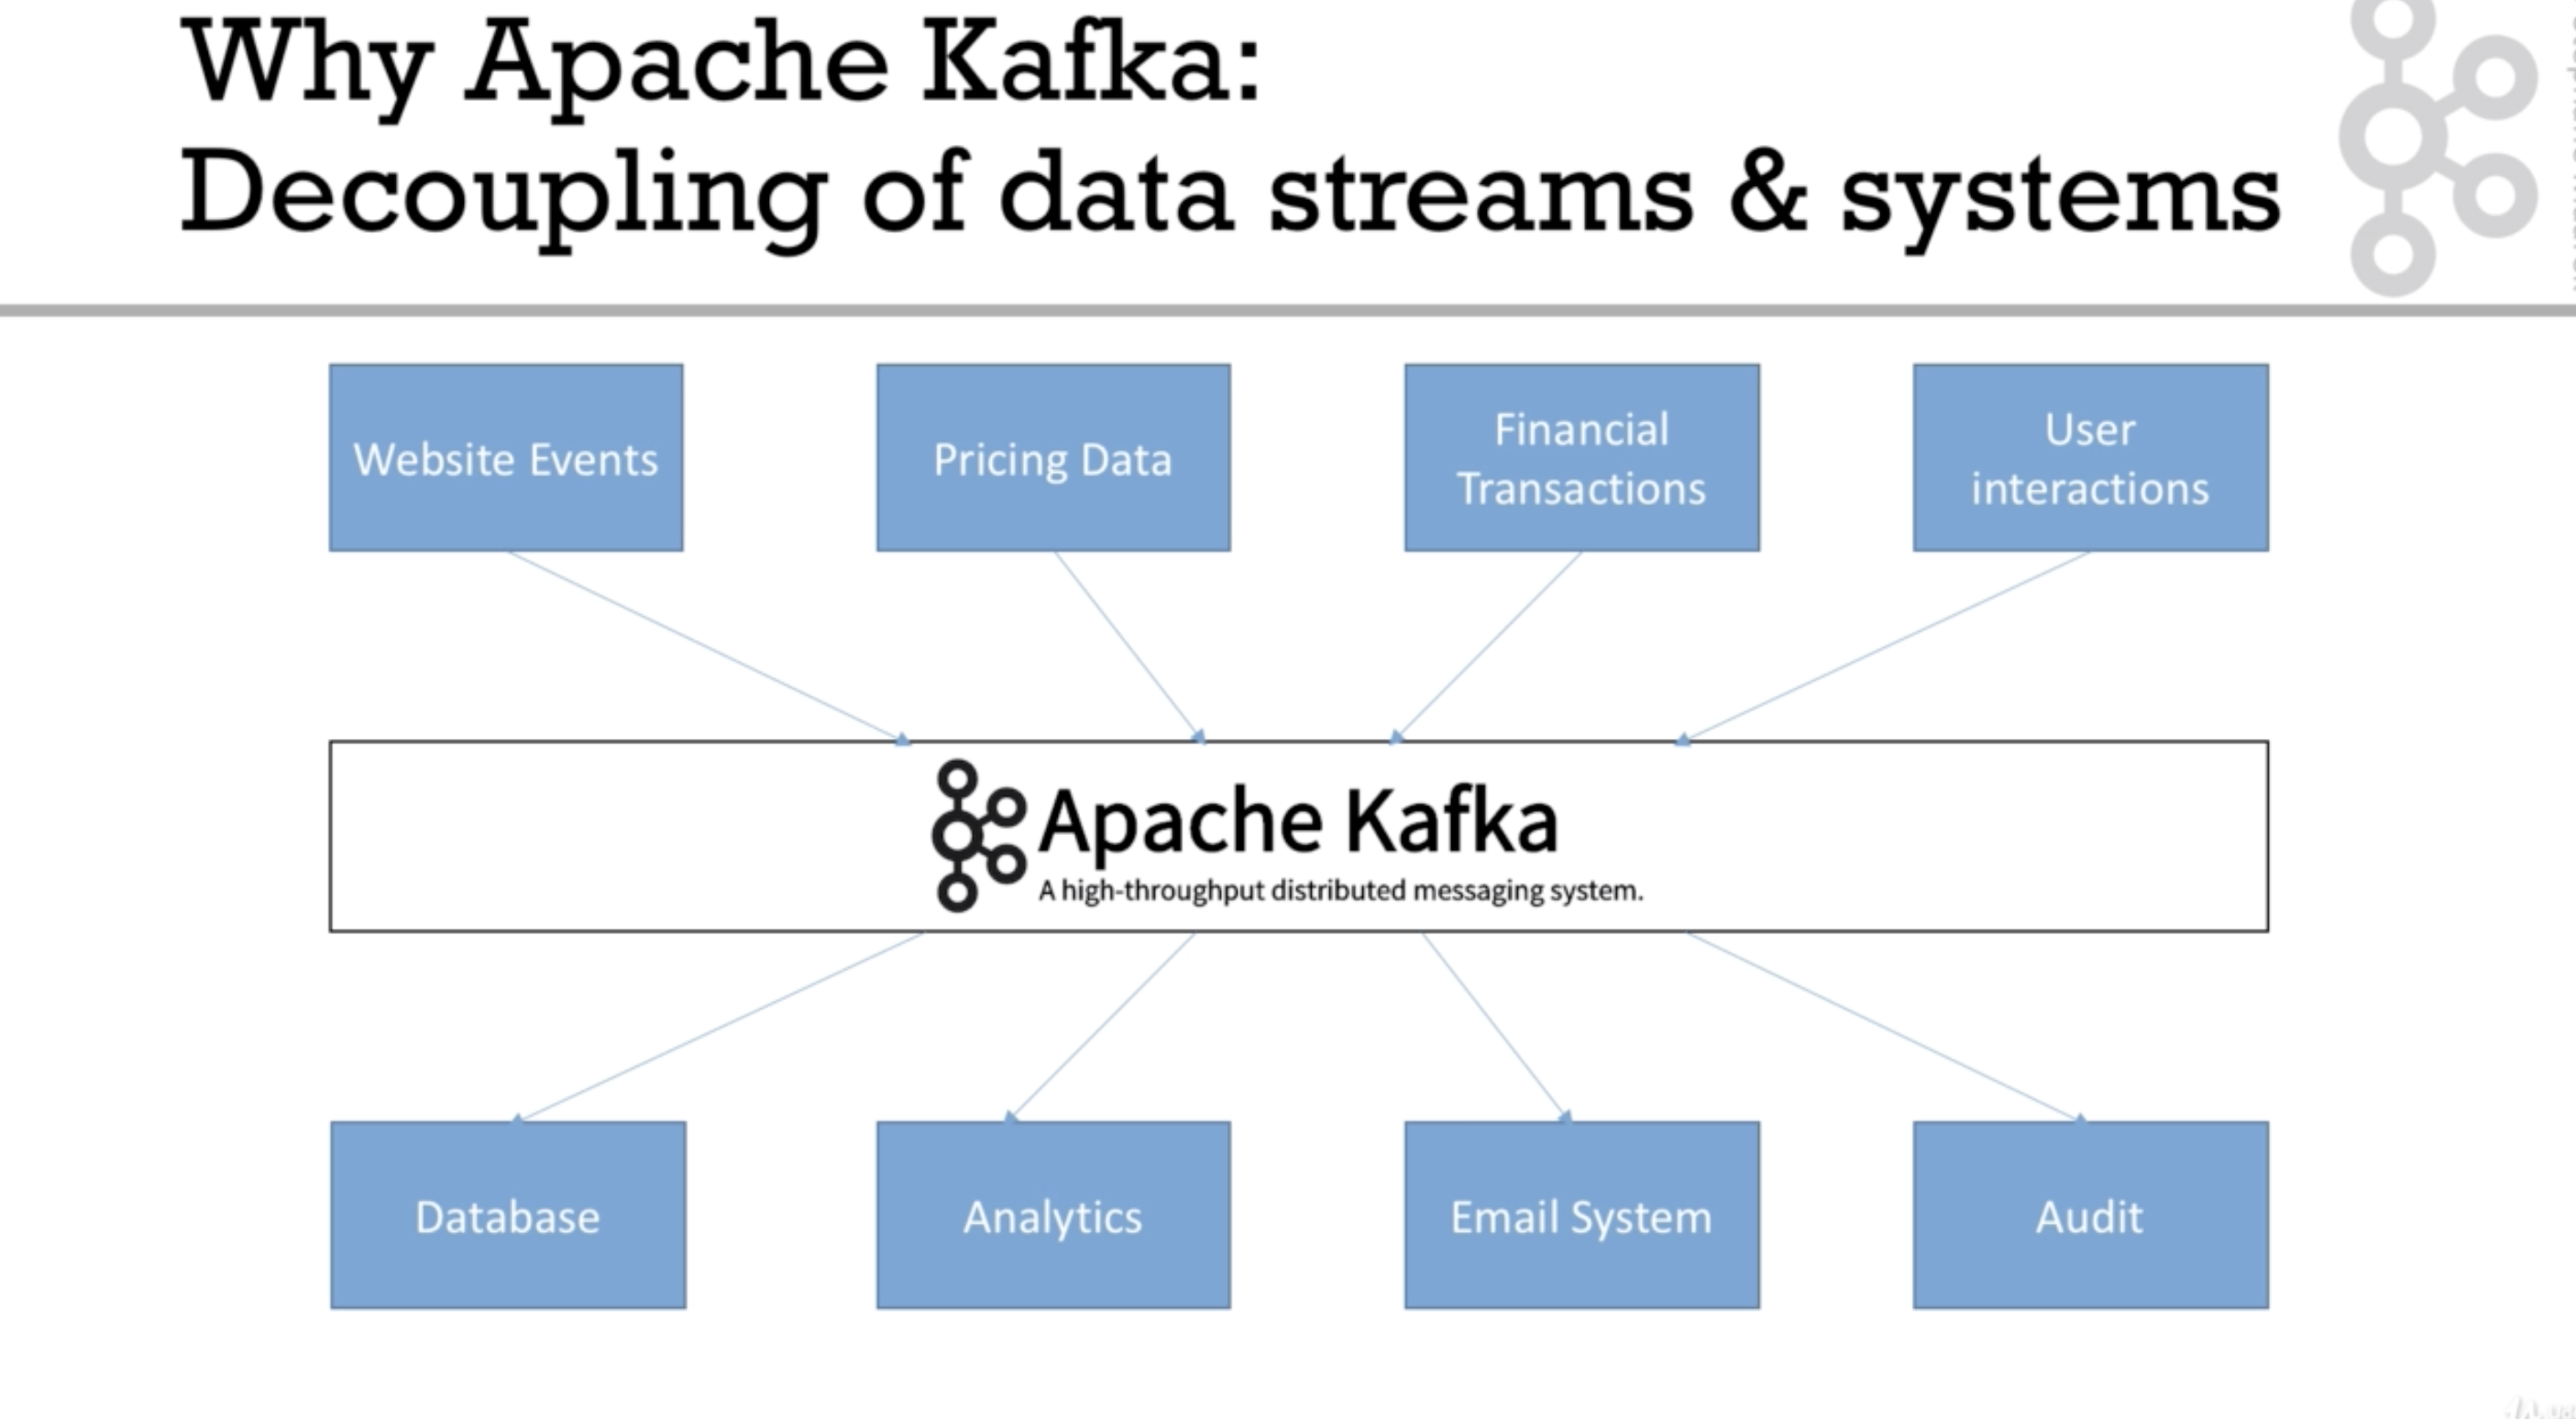 Why Apache Kafka:
Decoupling of data streams & systems
Website Events
Pricing Data
Financial
Transactions
User
interactions
Apache Kafka
A high-throughput distributed messaging system.
Database
Analytics
Email System
Audit